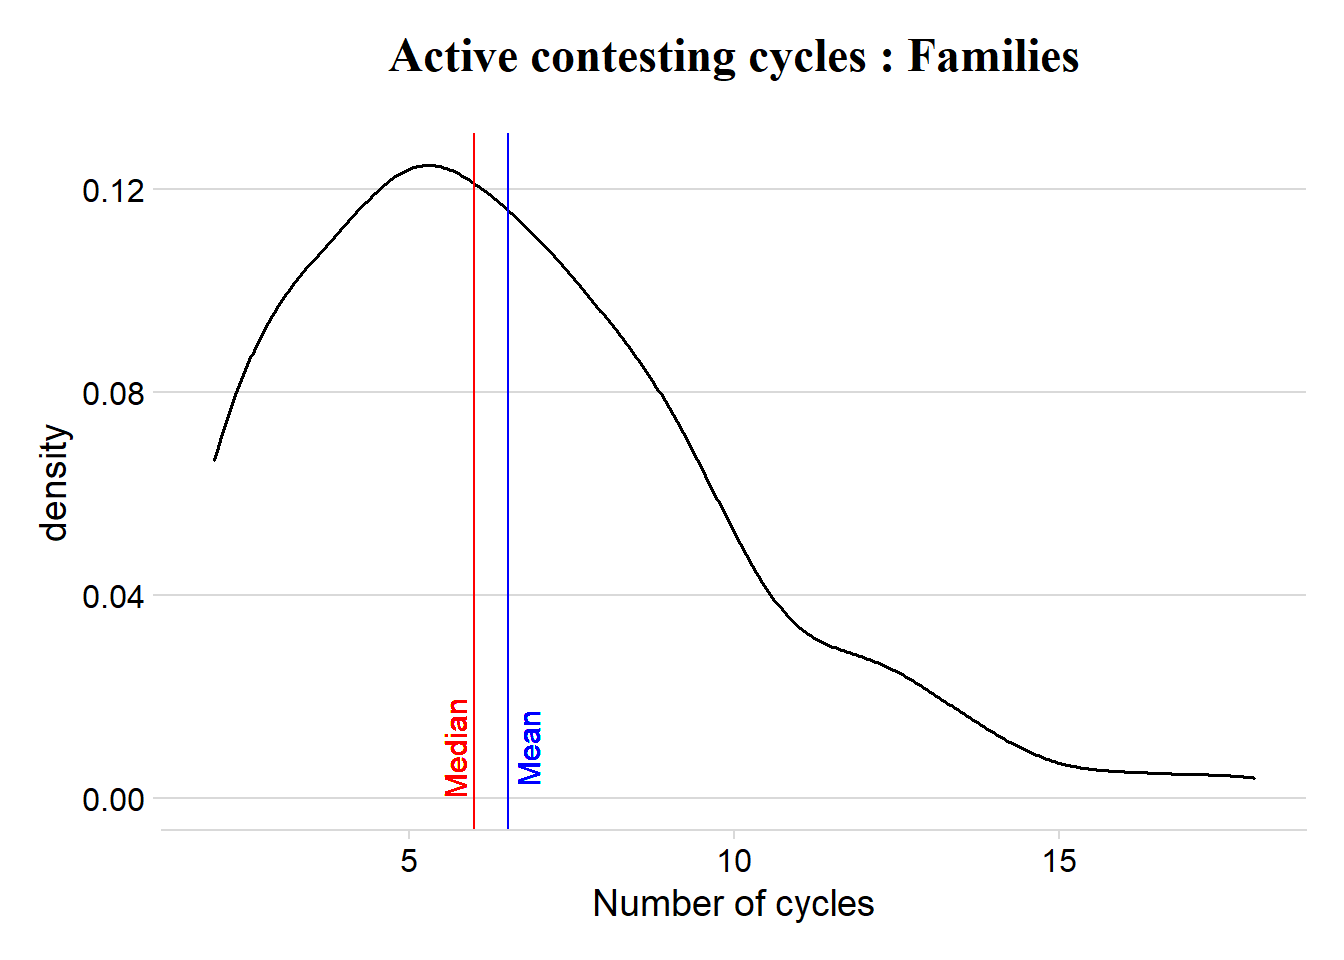 Active contesting cycles : Families
0.12
0.08
0.04
0.00
density
Median
Mean
5
10
15
Number of cycles